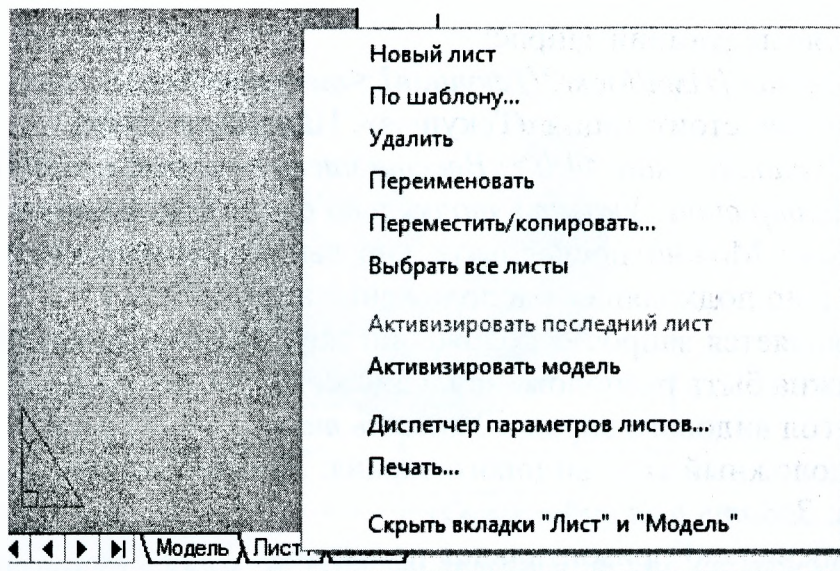 Новый лист
По шаблону...
Удалить
Переименовать
Переместить/копировать...
Выбрать все листы
Активизировать последний лист
Активизировать модель
Диспетчер параметров листов...
Печать...
Скрыть вкладки "Лист" и "Модель"
Модель Лист